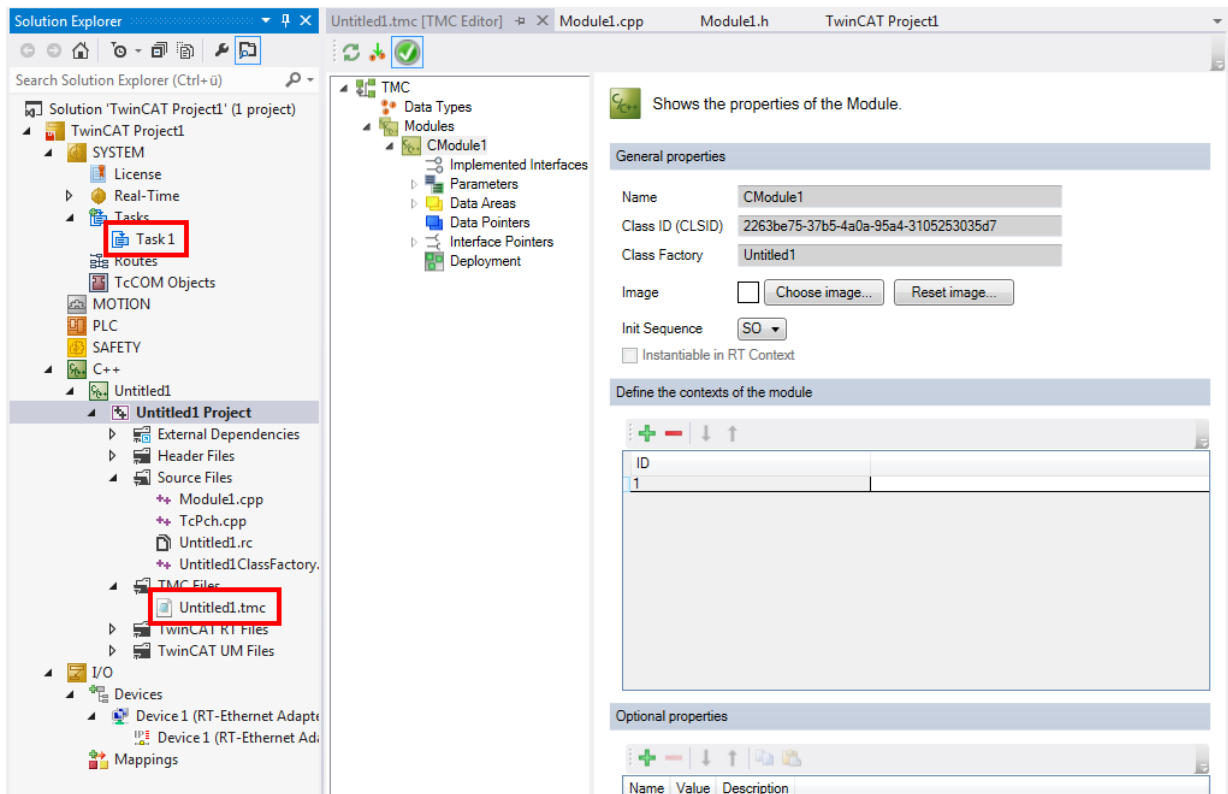 Solution Explorer
Search Solution Explorer (Ctrl+ü)
Solution 'TwinCAT Project1' (1 project)
TwinCAT Project1
SYSTEM
License
Real-Time
Tasks
Task 1
Routes
TcCOM Objects
MOTION
PLC
SAFETY
C++
Untitled1
Untitled1 Project
External Dependencies
Header Files
Source Files
Module1.cpp
TcPch.cpp
Untitled1.rc
Untitled1ClassFactory.
TMC Files
Untitled1.tmc
TwinCAT RT Files
TwinCAT UM Files
I/O
Devices
Device 1 (RT-Ethernet Adapte
Device 1 (RT-Ethernet Ada
Mappings
Untitled1.tmc [TMC Editor] Module1.cpp Module1.h TwinCAT Project1
TMC
Data Types
Modules
CModule1
Implemented Interfaces
Parameters
Data Areas
Data Pointers
Interface Pointers
Deployment
Shows the properties of the Module.
General properties
Name CModule1
Class ID (CLSID) 2263be75-37b5-4a0a-95a4-3105253035d7
Class Factory Untitled1
Image Choose image... Reset image...
Init Sequence SO
Instantiable in RT Context
Define the contexts of the module
ID
1
Optional properties
Name Value Description